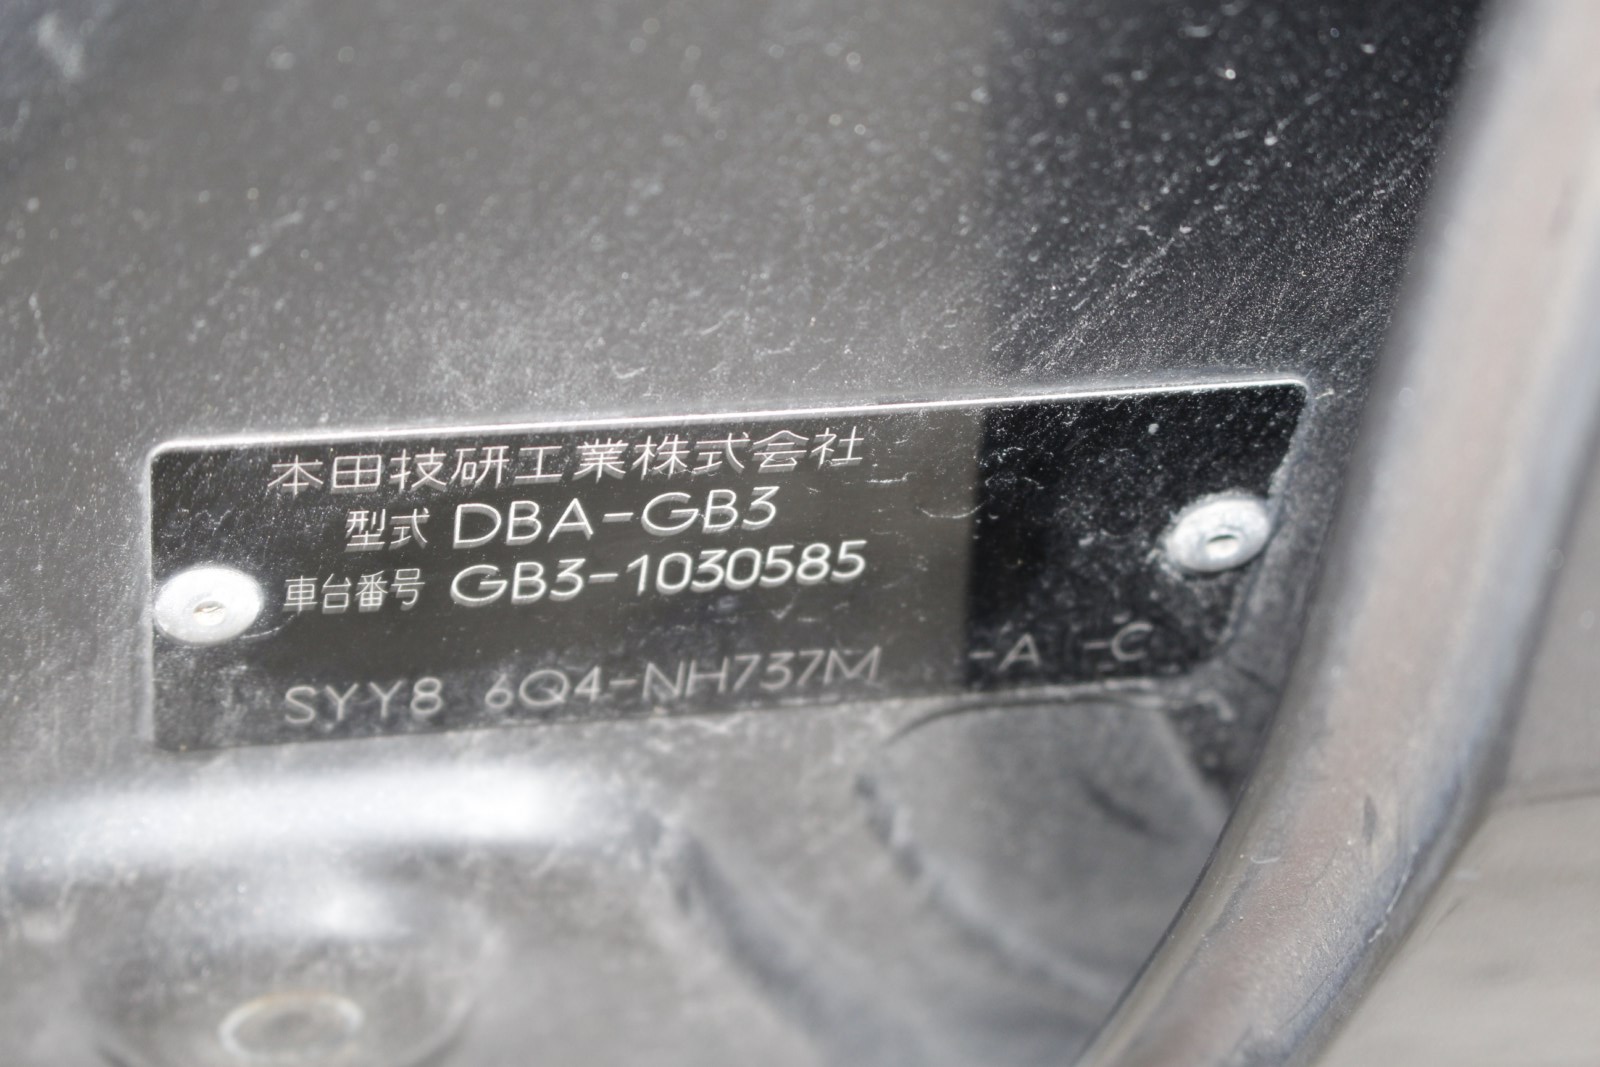 本田技研工業株式会社
型式 DBA-GB3
車台番号 GB3-1030585
SYY8 6Q4-NH737M -A -C